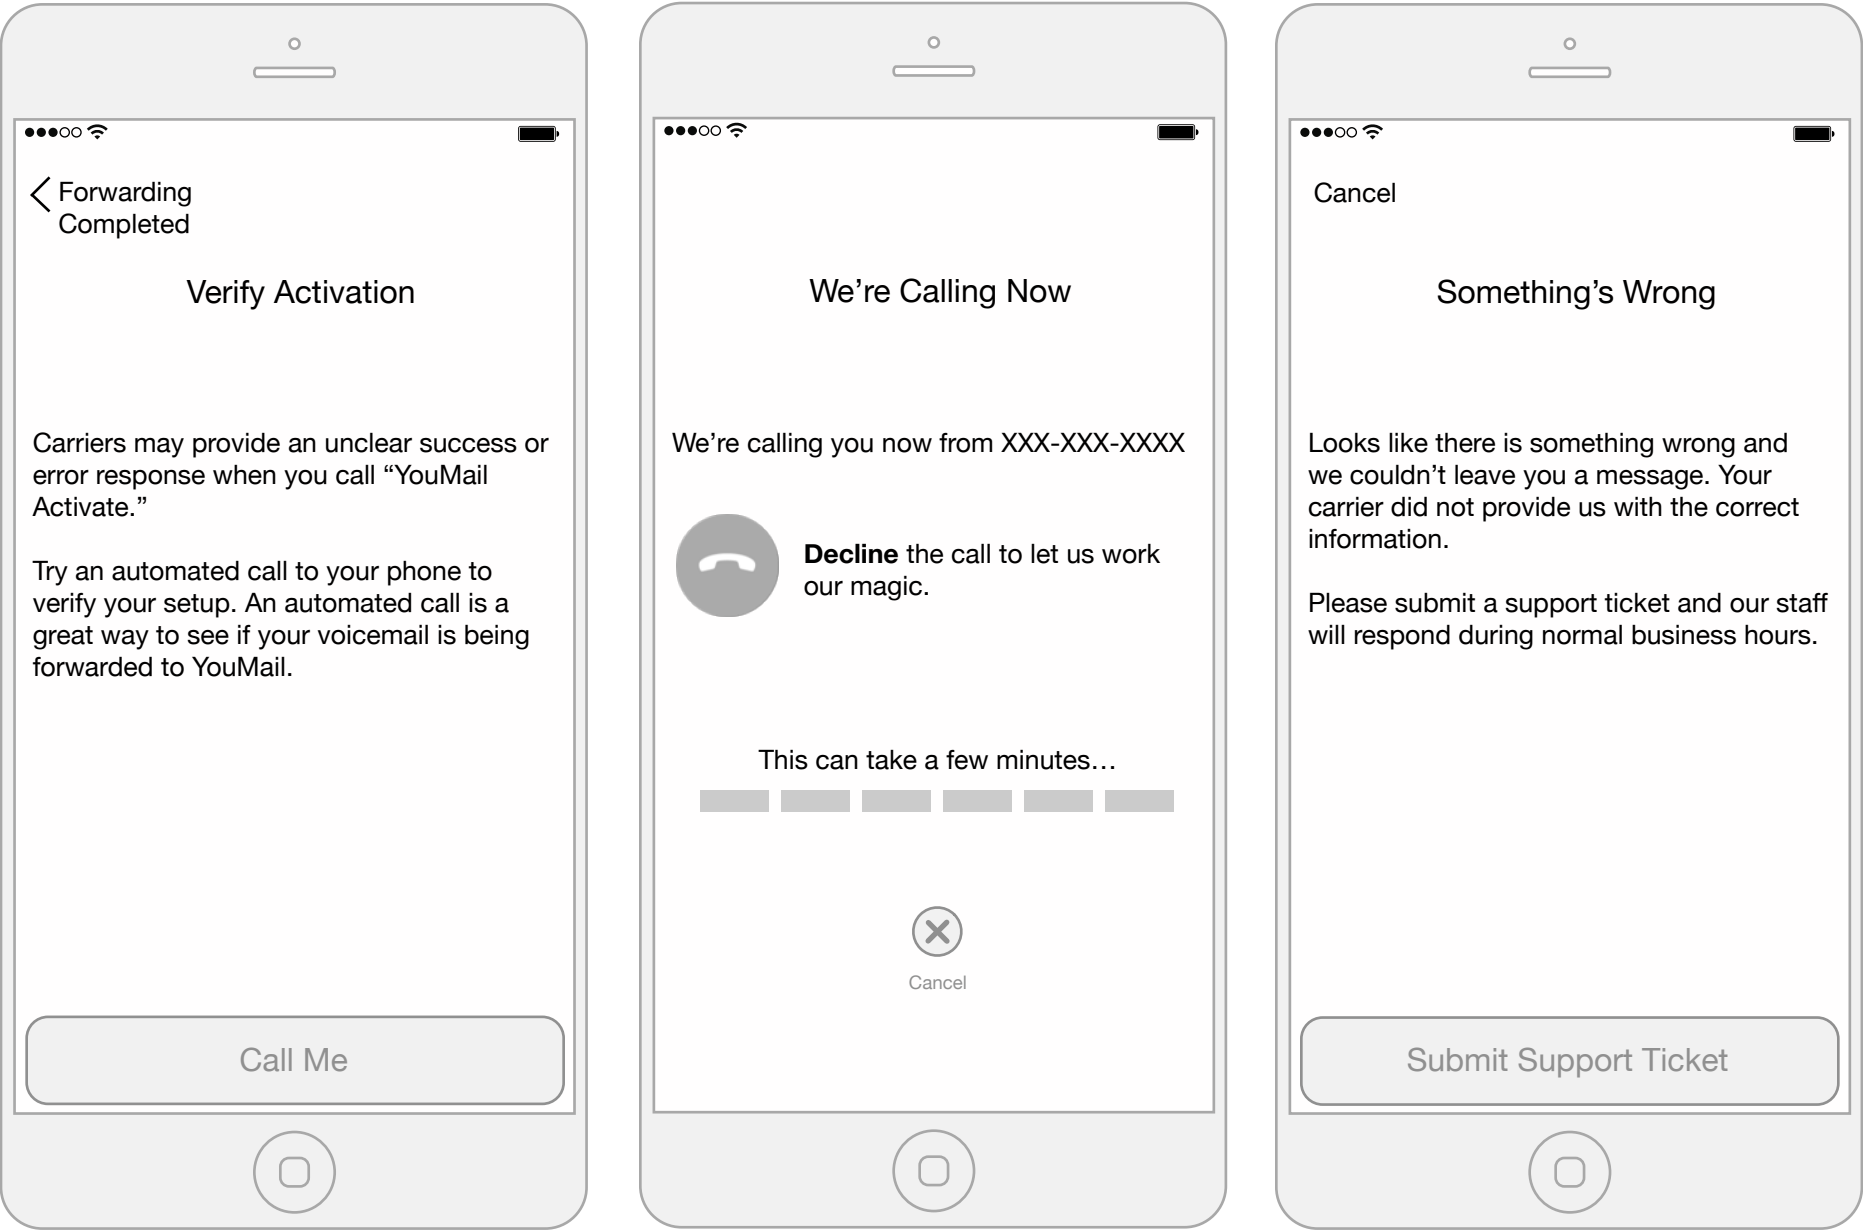 Forwarding
Completed
Verify Activation
Carriers may provide an unclear success or
error response when you call “YouMail
Activate.”
Try an automated call to your phone to
verify your setup. An automated call is a
great way to see if your voicemail is being
forwarded to YouMail.
Call Me
We’re Calling Now
We’re calling you now from XXX-XXX-XXXX
Decline the call to let us work
our magic.
This can take a few minutes…
Cancel
Cancel
Something’s Wrong
Looks like there is something wrong and
we couldn’t leave you a message. Your
carrier did not provide us with the correct
information.
Please submit a support ticket and our staff
will respond during normal business hours.
Submit Support Ticket